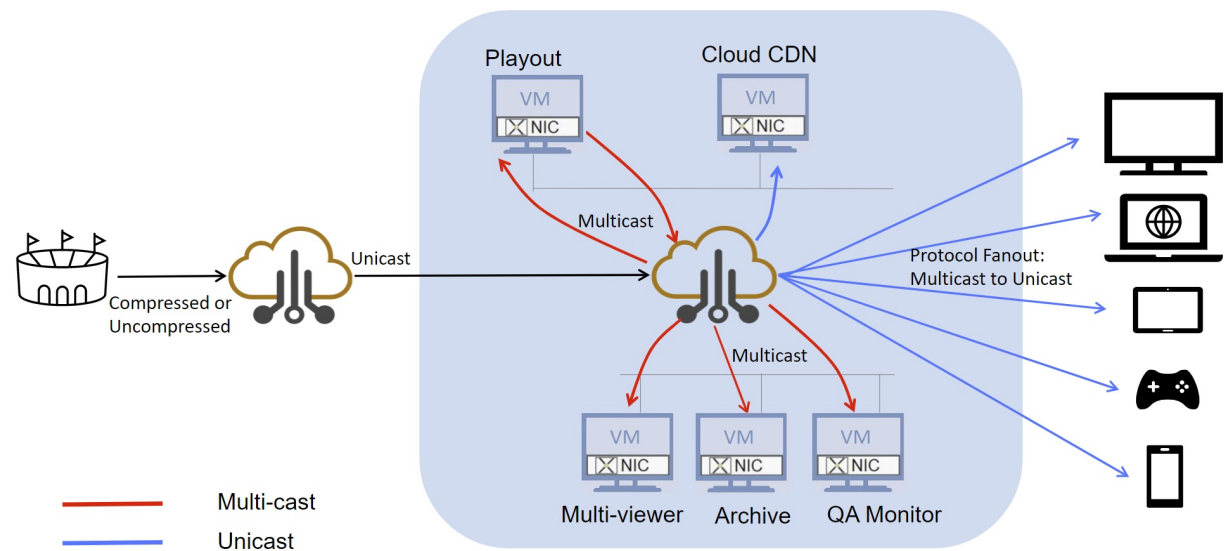 Playout
Cloud CDN
VM
NIC
VM
NIC
Multicast
Unicast
Compressed or
Uncompressed
Protocol Fanout:
Multicast to Unicast
Multicast
VM
NIC
VM
NIC
VM
NIC
Multi-viewer
Archive
QA Monitor
Multi-cast
Unicast